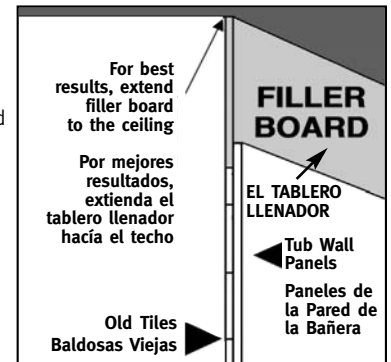 For best
results, extend
filler board
to the ceiling
Por mejores
resultados,
extienda el
tablero llenador
hacía el techo
FILLER
BOARD
EL TABLERO
LLENADOR
Tub Wall
Panels
Paneles de
la Pared de
la Bañera
Old Tiles
Baldosas Viejas